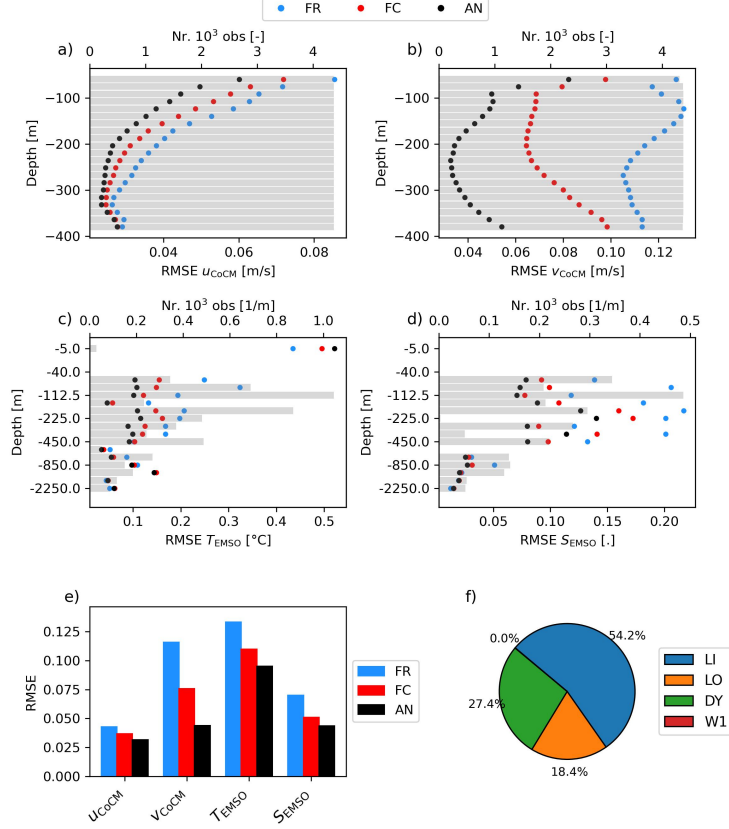 FR FC AN
a) Nr. 10³ obs [-]
0 1 2 3 4
−100
−200
−300
−400
Depth [m]
0.04 0.06 0.08
RMSE uCoCM [m/s]
b) Nr. 10³ obs [-]
0 1 2 3 4
−100
−200
−300
−400
Depth [m]
0.04 0.06 0.08 0.10 0.12
RMSE vCoCM [m/s]
c) Nr. 10³ obs [1/m]
0.0 0.2 0.4 0.6 0.8 1.0
-5.0
-40.0
-112.5
-225.0
-450.0
-850.0
-2250.0
Depth [m]
0.1 0.2 0.3 0.4 0.5
RMSE TEMSO [°C]
d) Nr. 10³ obs [1/m]
0.0 0.1 0.2 0.3 0.4 0.5
-5.0
-40.0
-112.5
-225.0
-450.0
-850.0
-2250.0
Depth [m]
0.05 0.10 0.15 0.20
RMSE SEMSO [.]
e)
0.125
0.100
0.075
0.050
0.025
0.000
RMSE
uCoCM vCoCM TEMSO SEMSO
FR
FC
AN
f)
54.2%
0.0%
27.4%
18.4%
LI
LO
DY
W1